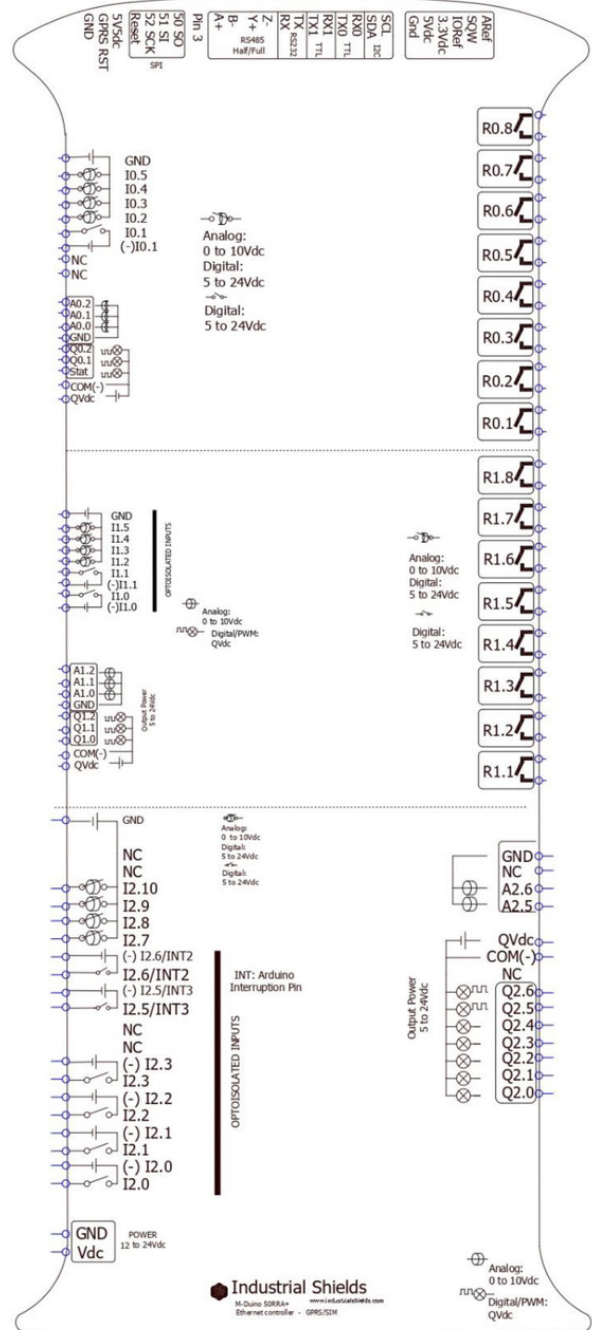 GND
GPRS RST
5V5dc
Reset
52 SCK
51 SI
50 SO
SPI
Pin 3
A+
B-
Y+
Z-
RS485
Half/Full
RX
TX
RS232
TX1
RX1
TTL
TX0
RX0
TTL
SDA
SCL
I2C
Gnd
5Vdc
3.3Vdc
IORef
SQW
ARef
R0.8
R0.7
R0.6
R0.5
R0.4
R0.3
R0.2
R0.1
GND
I0.5
I0.4
I0.3
I0.2
I0.1
(-)I0.1
NC
NC
Analog:
0 to 10Vdc
Digital:
5 to 24Vdc
Digital:
5 to 24Vdc
A0.2
A0.1
A0.0
GND
Q0.2
Q0.1
Stat
COM(-)
QVdc
R1.8
R1.7
R1.6
R1.5
R1.4
R1.3
R1.2
R1.1
GND
I1.5
I1.4
I1.3
I1.2
I1.1
(-)I1.1
I1.0
(-)I1.0
OPTOISOLATED INPUTS
Analog:
0 to 10Vdc
Digital/PWM:
QVdc
Analog:
0 to 10Vdc
Digital:
5 to 24Vdc
Digital:
5 to 24Vdc
A1.2
A1.1
A1.0
GND
Q1.2
Q1.1
Q1.0
COM(-)
QVdc
Output Power
5 to 24Vdc
GND
NC
NC
I2.10
I2.9
I2.8
I2.7
(-) I2.6/INT2
I2.6/INT2
(-) I2.5/INT3
I2.5/INT3
NC
NC
(-) I2.3
I2.3
(-) I2.2
I2.2
(-) I2.1
I2.1
(-) I2.0
I2.0
Analog:
0 to 10Vdc
Digital:
5 to 24Vdc
Digital:
5 to 24Vdc
INT: Arduino
Interruption Pin
OPTOISOLATED INPUTS
GND
NC
A2.6
A2.5
QVdc
COM(-)
NC
Q2.6
Q2.5
Q2.4
Q2.3
Q2.2
Q2.1
Q2.0
Output Power
5 to 24Vdc
GND
Vdc
POWER
12 to 24Vdc
Industrial Shields
www.industrialshields.com
M-Duino 50RRA+
Ethernet controller - GPRS/SIM
Analog:
0 to 10Vdc
Digital/PWM:
QVdc